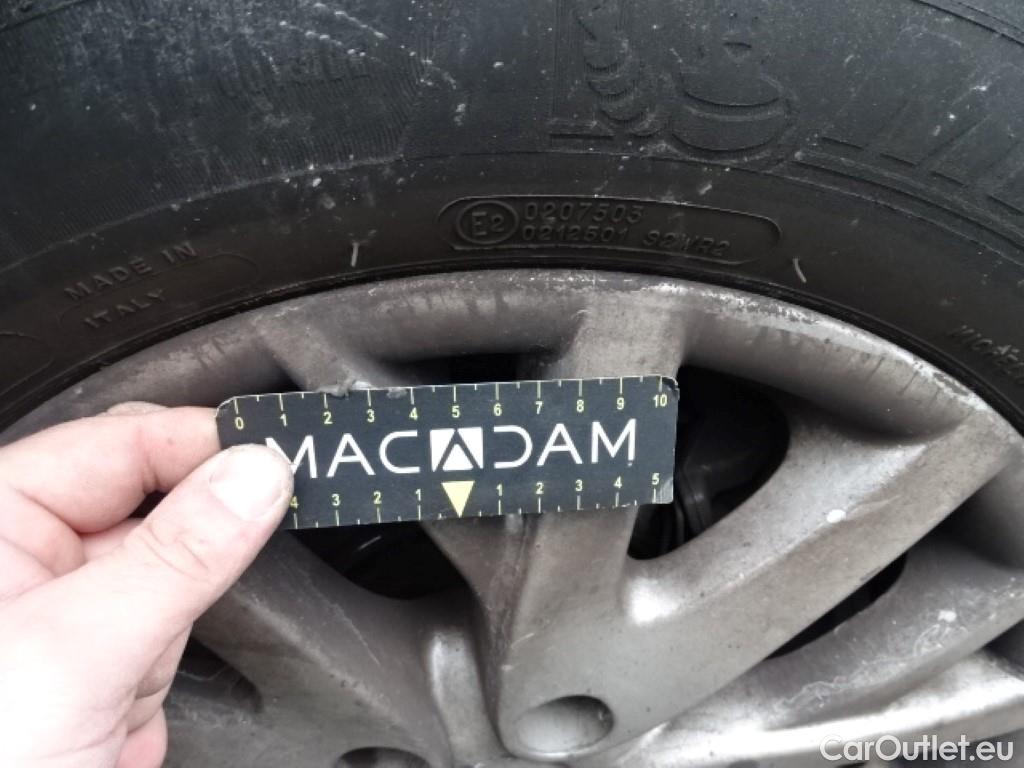 E2
0207503
0212501 S2WR2
MADE IN
ITALY
0 1 2 3 4 5 6 7 8 9 10
MACADAM
4 3 2 1 1 2 3 4 5
CarOutlet.eu